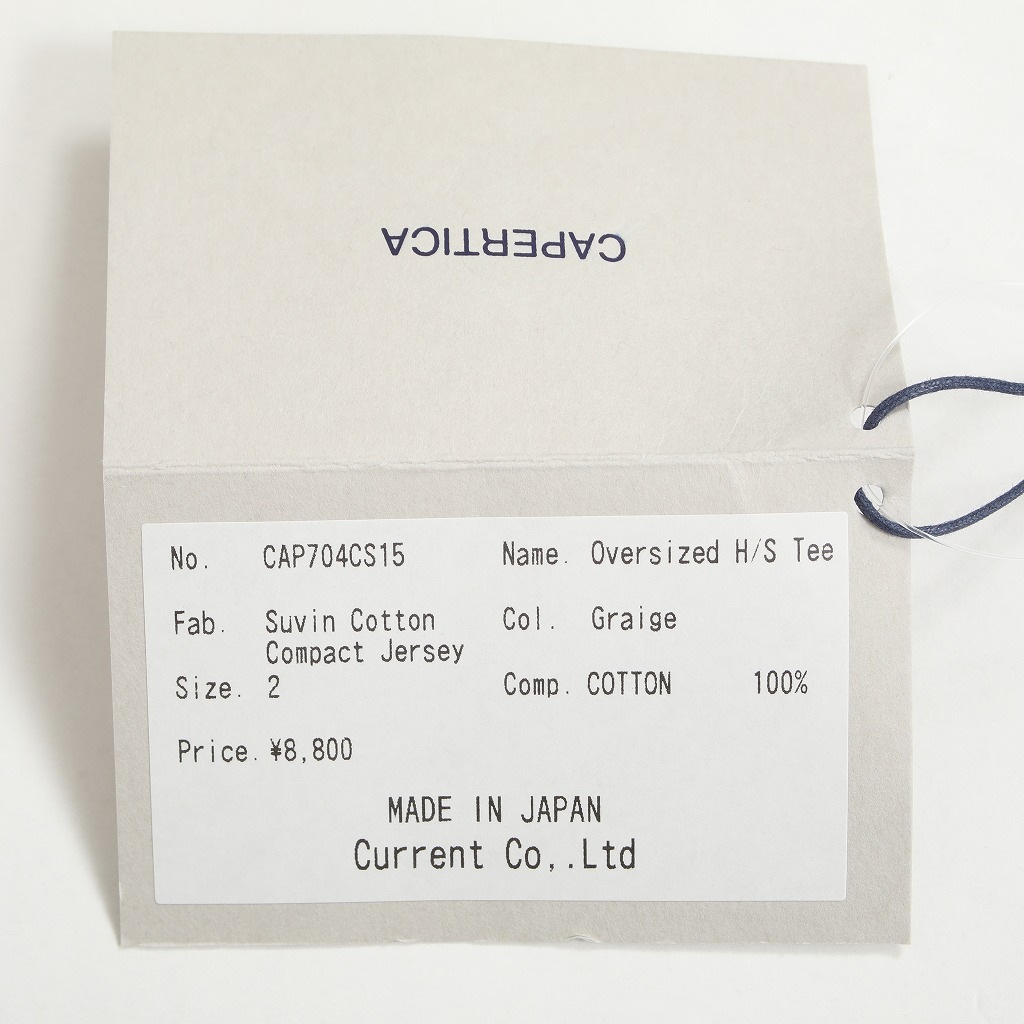 CAPERTICA
No. CAP704CS15 Name. Oversized H/S Tee
Fab. Suvin Cotton Col. Graige
Compact Jersey
Size. 2 Comp. COTTON 100%
Price. ¥8,800
MADE IN JAPAN
Current Co,.Ltd